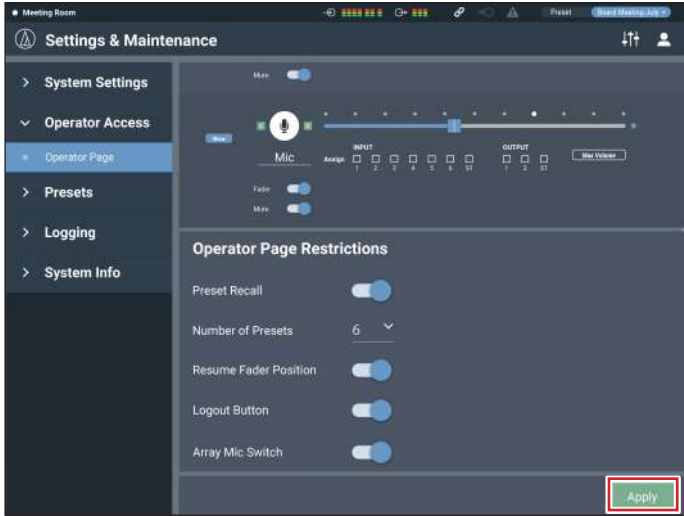 Meeting Room
Preset
Board Meeting July
Settings & Maintenance
System Settings
Operator Access
Operator Page
Presets
Logging
System Info
Mute
Mute
Mic
Assign
INPUT
1 2 3 4 5 6 ST
OUTPUT
1 2 ST
Max Volume
Fader
Mute
Operator Page Restrictions
Preset Recall
Number of Presets 6
Resume Fader Position
Logout Button
Array Mic Switch
Apply